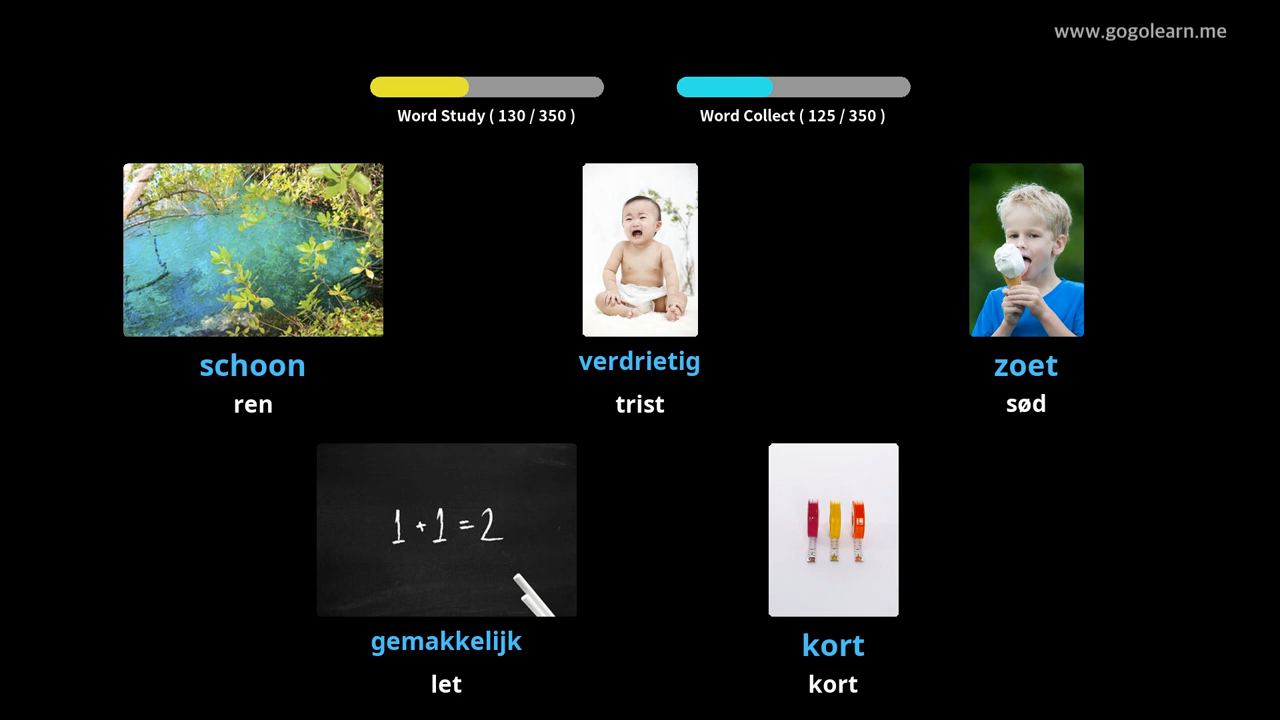 www.gogolearn.me
Word Study ( 130 / 350 )
Word Collect ( 125 / 350 )
schoon
ren
verdrietig
trist
zoet
sød
1 + 1 = 2
gemakkelijk
let
kort
kort